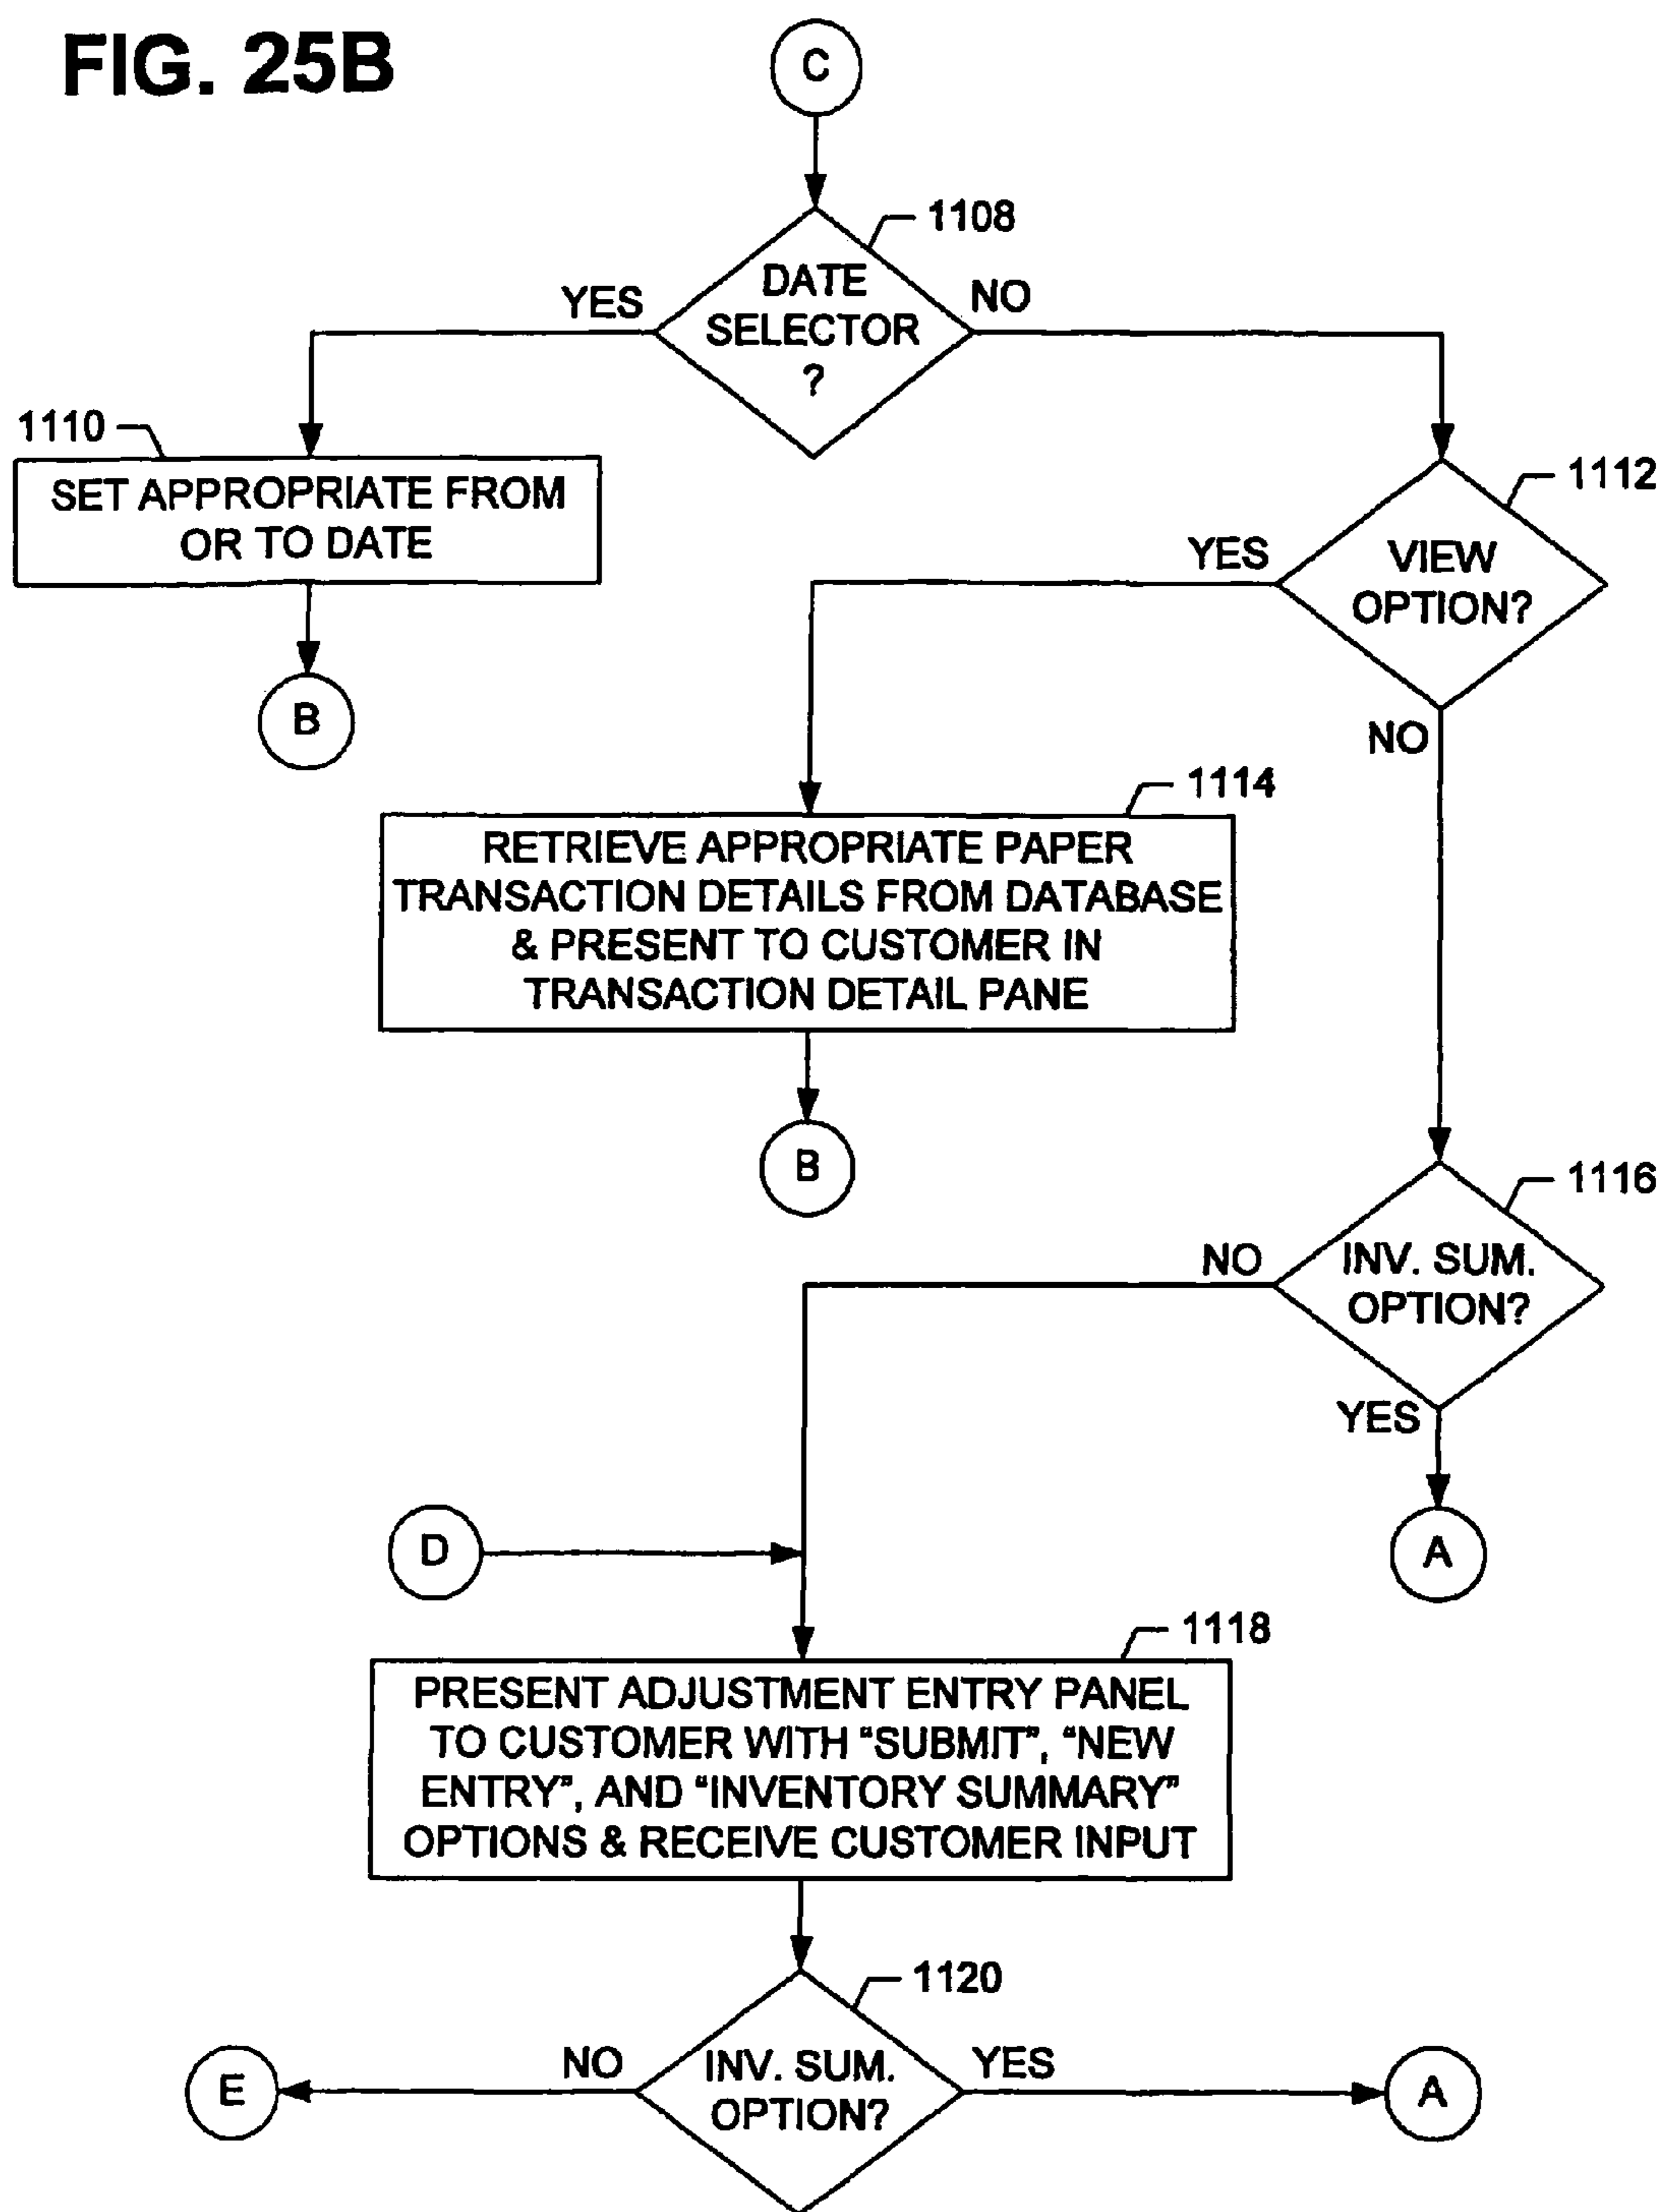 FIG. 25B
C
1108
DATE
SELECTOR
?
YES
NO
1110
SET APPROPRIATE FROM
OR TO DATE
B
1112
VIEW
OPTION?
YES
NO
1114
RETRIEVE APPROPRIATE PAPER
TRANSACTION DETAILS FROM DATABASE
& PRESENT TO CUSTOMER IN
TRANSACTION DETAIL PANE
B
1116
INV. SUM.
OPTION?
NO
YES
A
D
1118
PRESENT ADJUSTMENT ENTRY PANEL
TO CUSTOMER WITH "SUBMIT", "NEW
ENTRY", AND "INVENTORY SUMMARY"
OPTIONS & RECEIVE CUSTOMER INPUT
1120
INV. SUM.
OPTION?
NO
YES
E
A